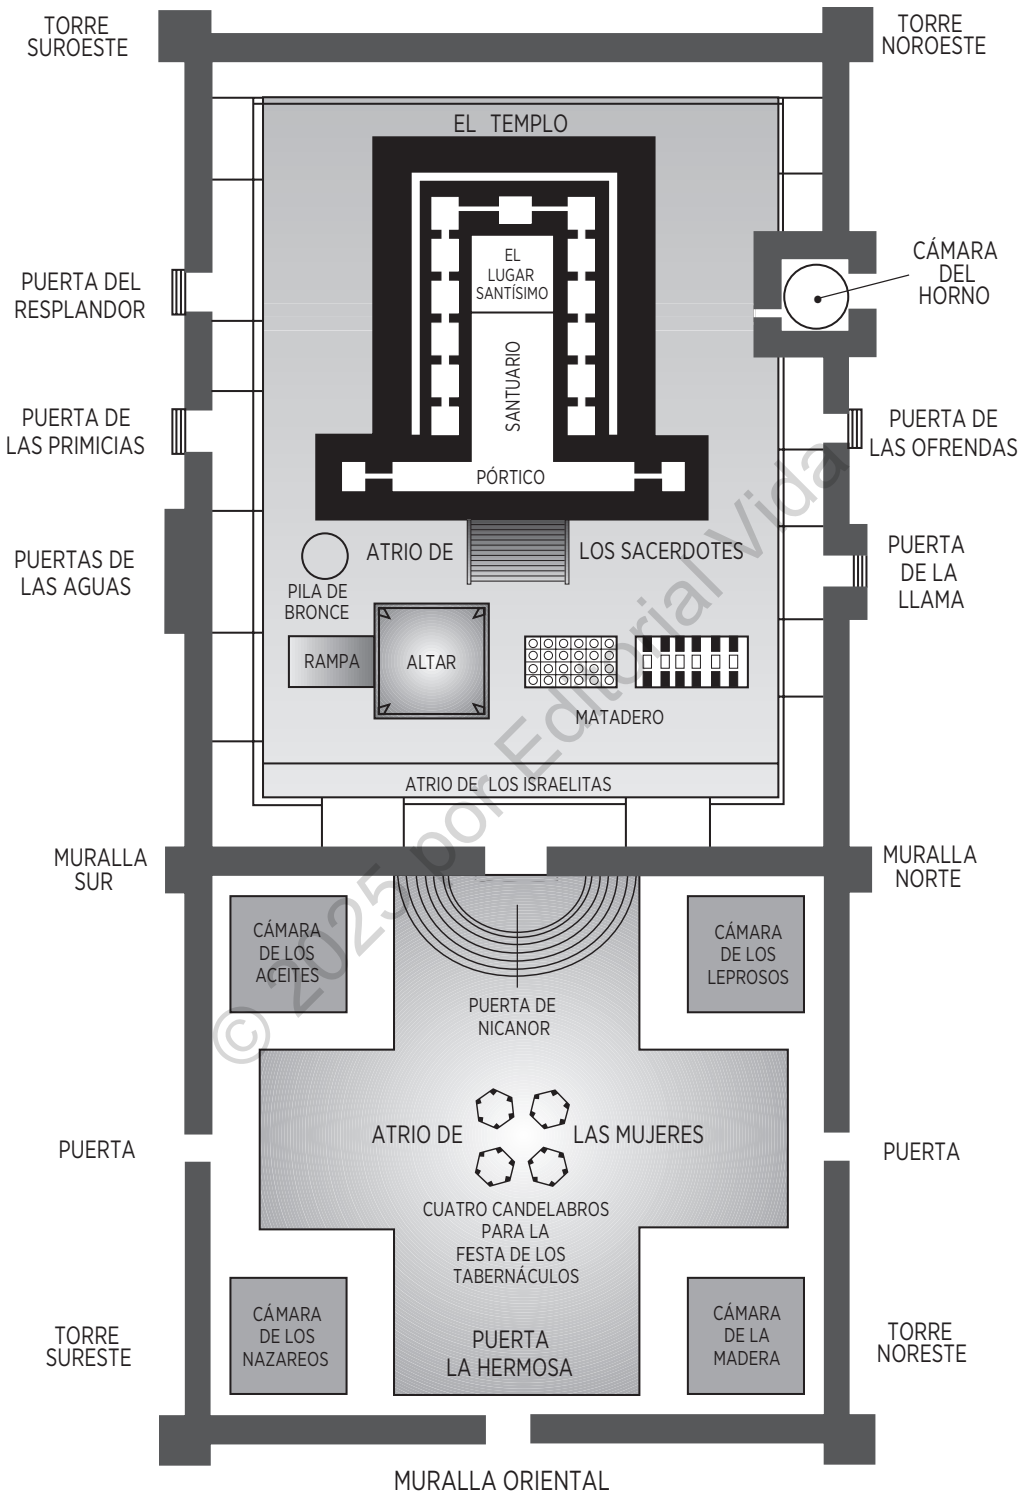 TORRE
SUROESTE
TORRE
NOROESTE
EL TEMPLO
EL
LUGAR
SANTÍSIMO
CÁMARA
DEL
HORNO
PUERTA DEL
RESPLANDOR
SANTUARIO
PUERTA DE
LAS PRIMICIAS
PUERTA DE
LAS OFRENDAS
PÓRTICO
ATRIO DE LOS SACERDOTES
PUERTAS DE
LAS AGUAS
PUERTA
DE LA
LLAMA
PILA DE
BRONCE
RAMPA
ALTAR
MATADERO
ATRIO DE LOS ISRAELITAS
MURALLA
SUR
MURALLA
NORTE
CÁMARA
DE LOS
ACEITES
CÁMARA
DE LOS
LEPROSOS
PUERTA DE
NICANOR
PUERTA
ATRIO DE LAS MUJERES
PUERTA
CUATRO CANDELABROS
PARA LA
FESTA DE LOS
TABERNÁCULOS
CÁMARA
DE LOS
NAZAREOS
CÁMARA
DE LA
MADERA
TORRE
SURESTE
PUERTA
LA HERMOSA
TORRE
NORESTE
MURALLA ORIENTAL
© 2025 por Editorial Vida